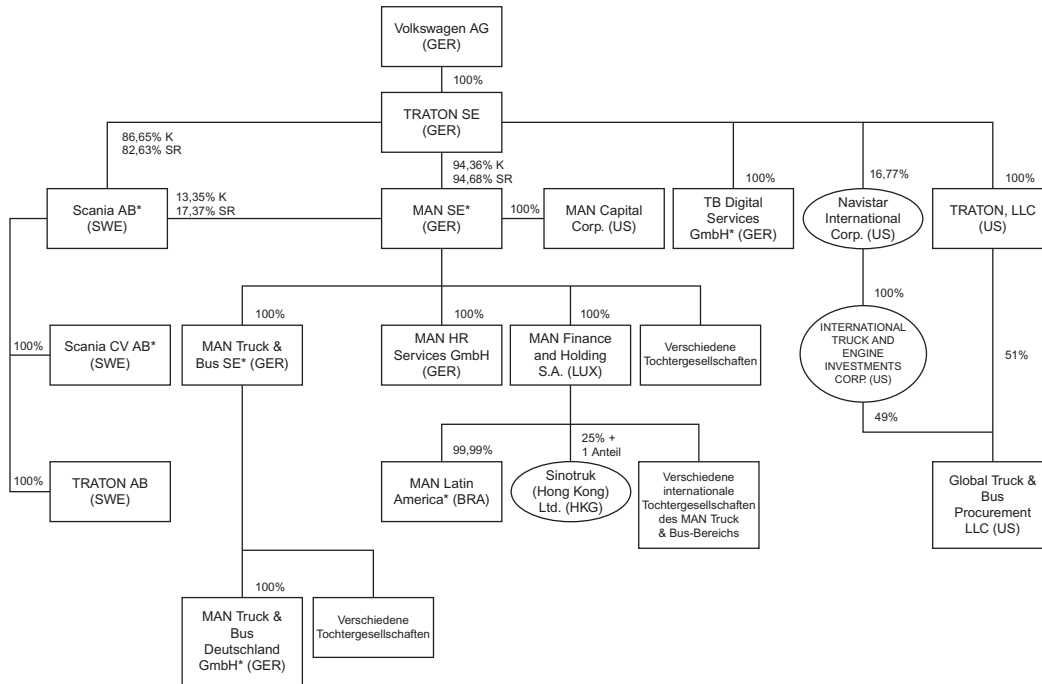 Volkswagen AG
(GER)
100%
TRATON SE
(GER)
86,65% K
82,63% SR
94,36% K
94,68% SR
100%
16,77%
100%
Scania AB*
(SWE)
13,35% K
17,37% SR
MAN SE*
(GER)
100%
MAN Capital
Corp. (US)
TB Digital
Services
GmbH* (GER)
Navistar
International
Corp. (US)
TRATON, LLC
(US)
100%
100%
100%
100%
100%
Scania CV AB*
(SWE)
MAN Truck &
Bus SE* (GER)
MAN HR
Services GmbH
(GER)
MAN Finance
and Holding
S.A. (LUX)
Verschiedene
Tochtergesellschaften
INTERNATIONAL
TRUCK AND
ENGINE
INVESTMENTS
CORP. (US)
51%
49%
99,99%
25% +
1 Anteil
100%
TRATON AB
(SWE)
MAN Latin
America* (BRA)
Sinotruk
(Hong Kong)
Ltd. (HKG)
Verschiedene
internationale
Tochtergesellschaften
des MAN Truck
& Bus-Bereichs
Global Truck &
Bus
Procurement
LLC (US)
100%
MAN Truck &
Bus
Deutschland
GmbH* (GER)
Verschiedene
Tochtergesellschaften